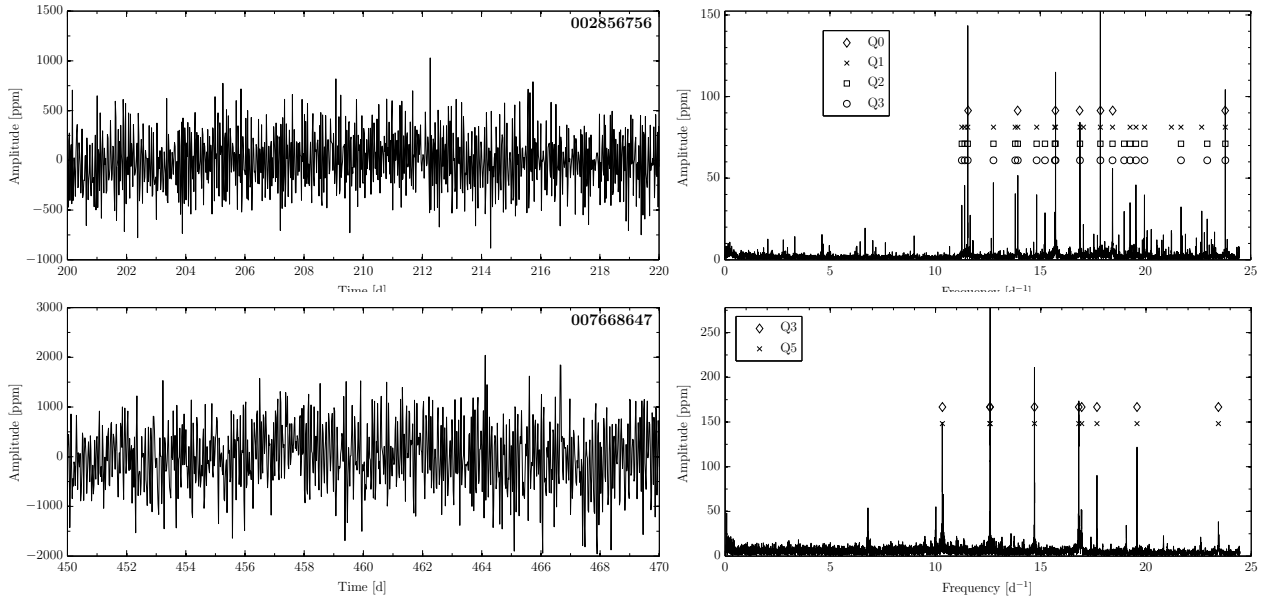 1500
1000
500
0
−500
−1000
Amplitude [ppm]
002856756
200 202 204 206 208 210 212 214 216 218 220
Time [d]
150
100
50
0
Amplitude [ppm]
Q0
Q1
Q2
Q3
0 5 10 15 20 25
Frequency [d⁻¹]
3000
2000
1000
0
−1000
−2000
Amplitude [ppm]
007668647
450 452 454 456 458 460 462 464 466 468 470
Time [d]
250
200
150
100
50
0
Amplitude [ppm]
Q3
Q5
0 5 10 15 20 25
Frequency [d⁻¹]